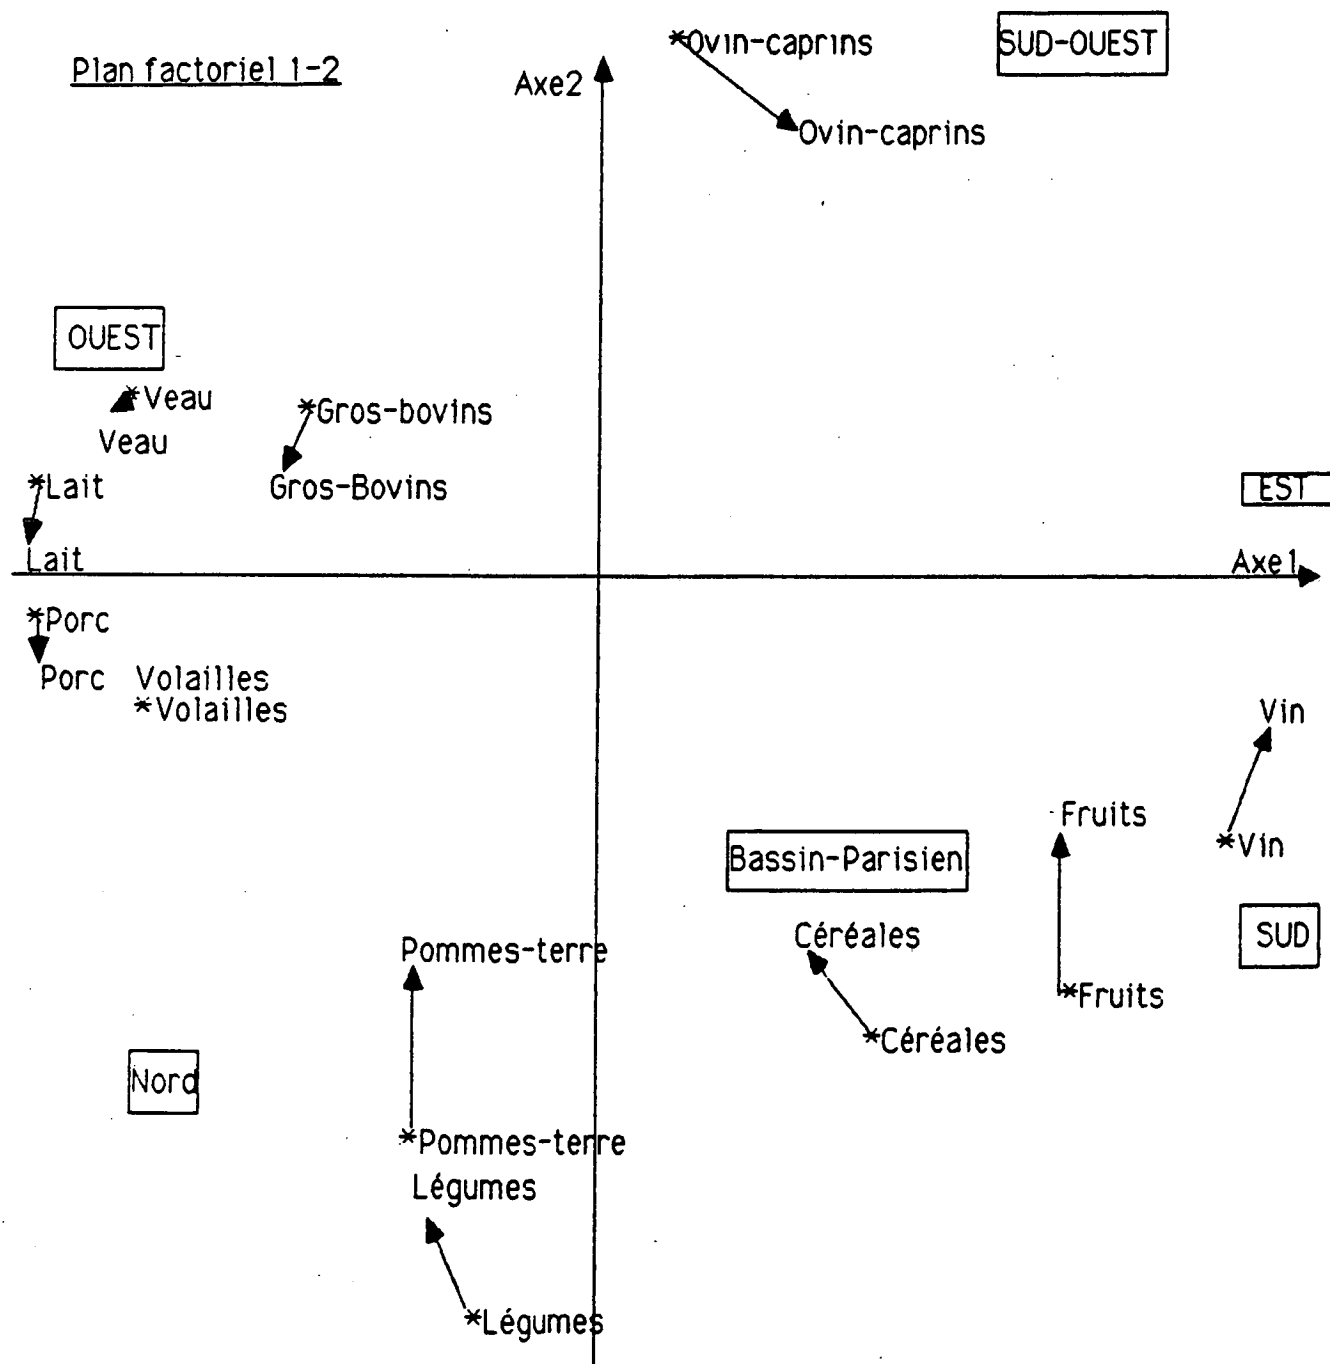 *Ovin-caprins
SUD-OUEST
Plan factoriel 1-2
Axe2
Ovin-caprins
OUEST
*Veau
*Gros-bovins
Veau
*Lait
Gros-Bovins
EST
Lait
Axe1
*Porc
Porc
Volailles
*Volailles
Vin
Fruits
*Vin
Bassin-Parisien
Céréales
SUD
Pommes-terre
*Fruits
*Céréales
Nord
*Pommes-terre
Légumes
*Légumes